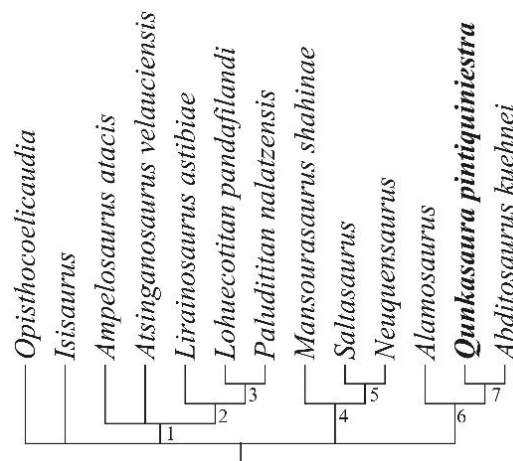 Opisthocoelicaudia
Isisaurus
Ampelosaurus atacis
Atsinganosaurus velauciensis
Lirainosaurus astibiae
Lohuecotitan pandafilandi
Paludititan nalatzensis
Mansourasaurus shahinae
Saltasaurus
Neuquensaurus
Alamosaurus
Qunkasaura pintiquiniestra
Abditosaurus kuehnei
3
5
7
2
4
6
1